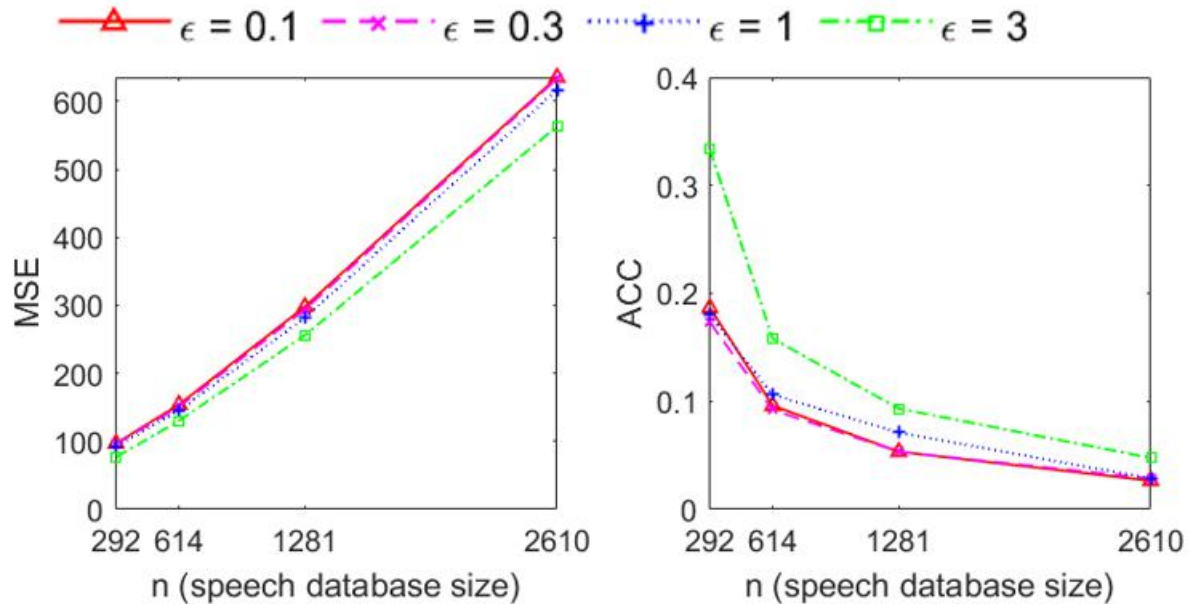 ϵ = 0.1 ϵ = 0.3 ϵ = 1 ϵ = 3
MSE
600
500
400
300
200
100
0
292 614 1281 2610
n (speech database size)
ACC
0.4
0.3
0.2
0.1
0
292 614 1281 2610
n (speech database size)